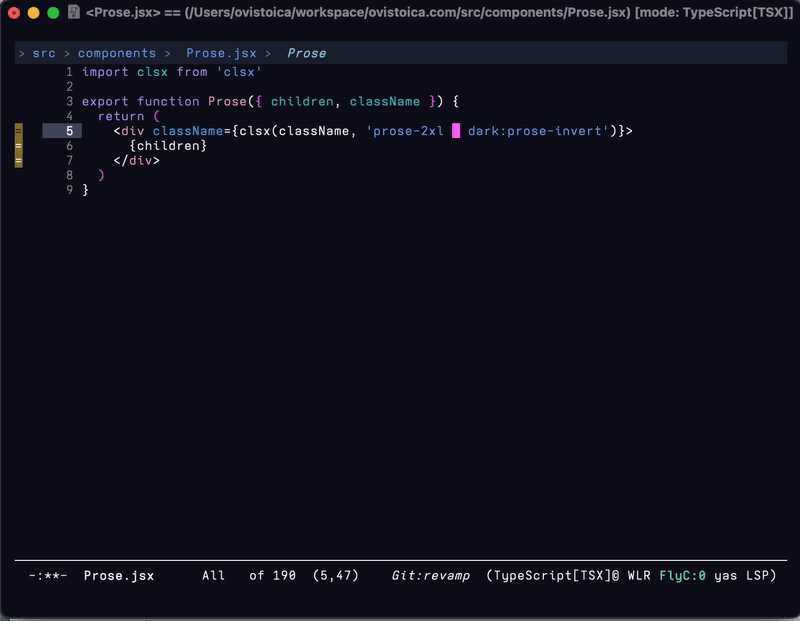 <Prose.jsx> == (/Users/ovistoica/workspace/ovistoica.com/src/components/Prose.jsx) [mode: TypeScript[TSX]]
> src > components > Prose.jsx > Prose
1 import clsx from 'clsx'
2
3 export function Prose({ children, className }) {
4   return (
= 5     <div className={clsx(className, 'prose-2xl   dark:prose-invert')}>
= 6       {children}
= 7     </div>
8   )
9 }
-:**-  Prose.jsx      All   of 190  (5,47)    Git:revamp  (TypeScript[TSX]@ WLR FlyC:0 yas LSP)